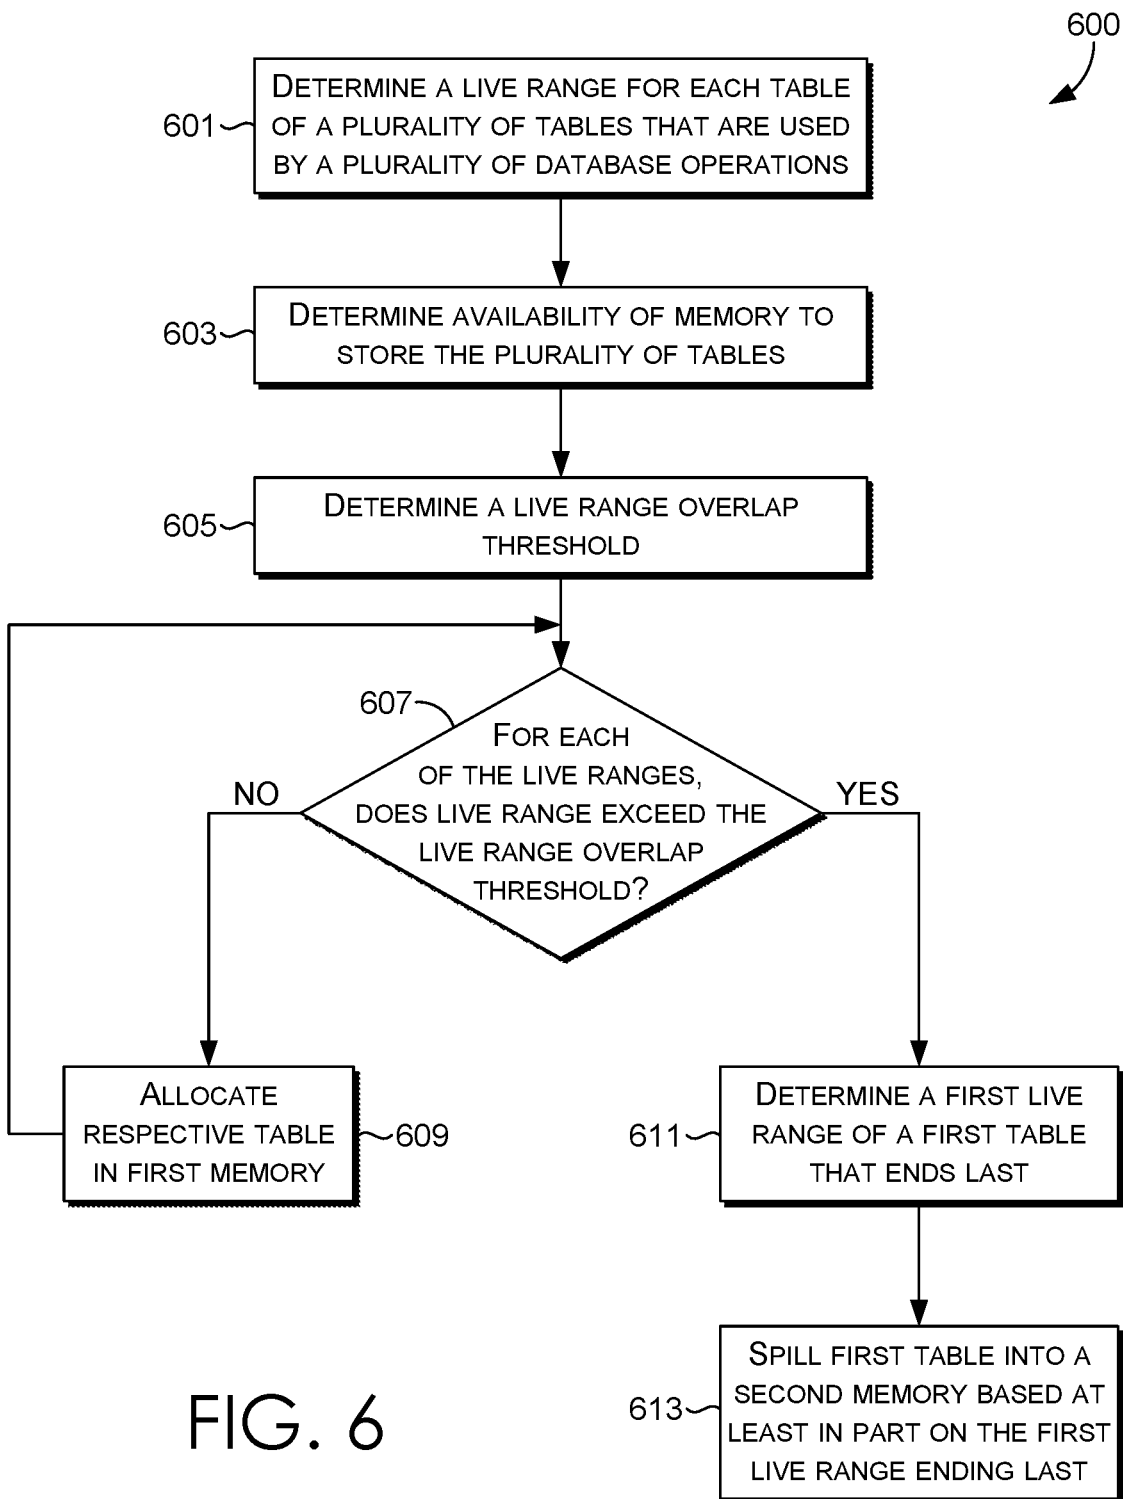 600
DETERMINE A LIVE RANGE FOR EACH TABLE
OF A PLURALITY OF TABLES THAT ARE USED
BY A PLURALITY OF DATABASE OPERATIONS
601
DETERMINE AVAILABILITY OF MEMORY TO
STORE THE PLURALITY OF TABLES
603
DETERMINE A LIVE RANGE OVERLAP
THRESHOLD
605
607
FOR EACH
OF THE LIVE RANGES,
DOES LIVE RANGE EXCEED THE
LIVE RANGE OVERLAP
THRESHOLD?
NO
YES
ALLOCATE
RESPECTIVE TABLE
IN FIRST MEMORY
609
611
DETERMINE A FIRST LIVE
RANGE OF A FIRST TABLE
THAT ENDS LAST
613
SPILL FIRST TABLE INTO A
SECOND MEMORY BASED AT
LEAST IN PART ON THE FIRST
LIVE RANGE ENDING LAST
FIG. 6